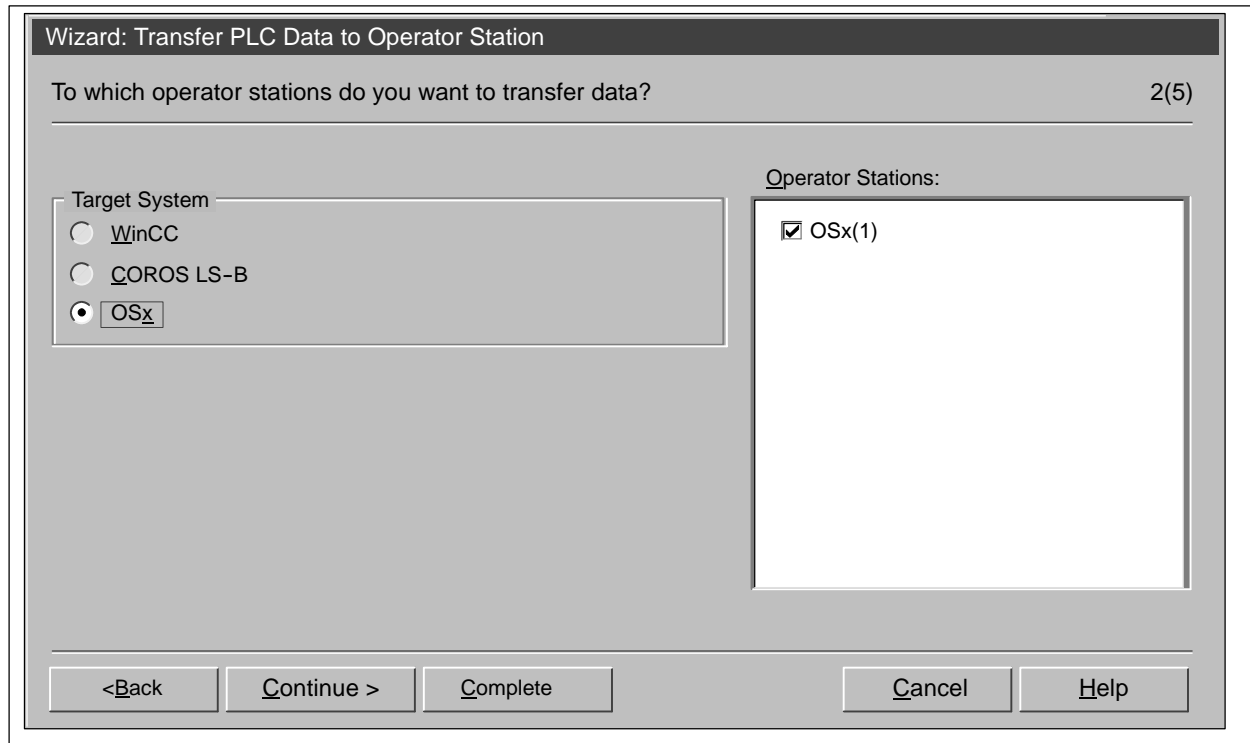 Wizard: Transfer PLC Data to Operator Station
To which operator stations do you want to transfer data? 2(5)
Target System
WinCC
COROS LS-B
OSx
Operator Stations:
OSx(1)
<Back
Continue >
Complete
Cancel
Help